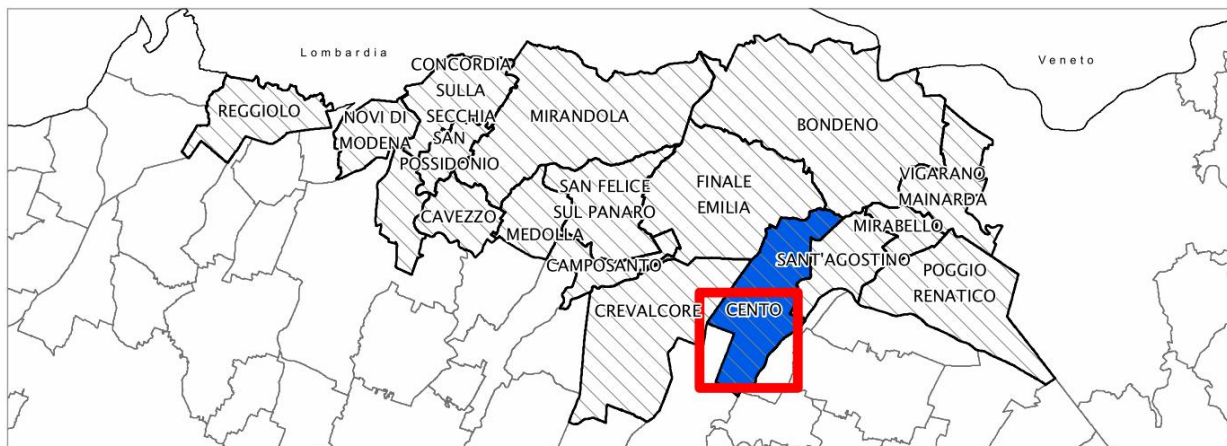 Lombardia
Veneto
CONCORDIA
SULLA
SECCHIA
REGGIOLO
NOVI DI
MODENA
SAN
POSSIDONIO
MIRANDOLA
BONDENO
CAVEZZO
MEDOLLA
SAN FELICE
SUL PANARO
FINALE
EMILIA
VIGARANO
MAINARDA
MIRABELLO
CAMPOSANTO
SANT'AGOSTINO
POGGIO
RENATICO
CREVALCORE
CENTO